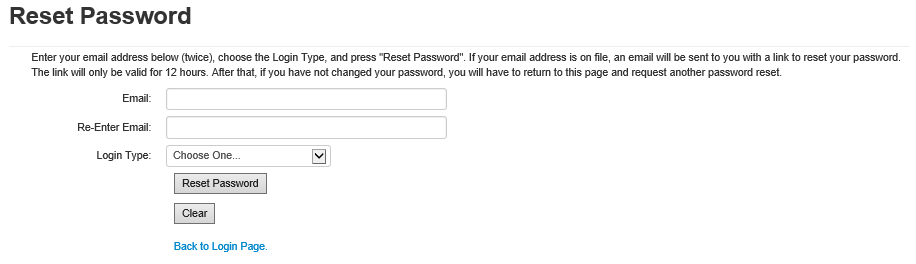 Reset Password
Enter your email address below (twice), choose the Login Type, and press "Reset Password". If your email address is on file, an email will be sent to you with a link to reset your password.
The link will only be valid for 12 hours. After that, if you have not changed your password, you will have to return to this page and request another password reset.
Email:
Re-Enter Email:
Login Type: Choose One...
Reset Password
Clear
Back to Login Page.